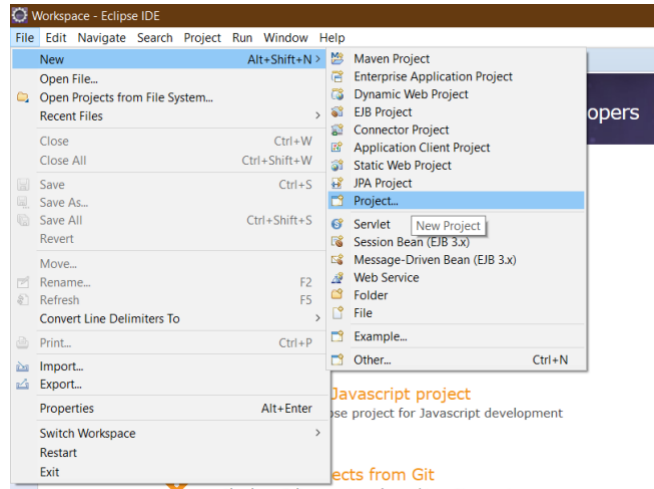 Workspace - Eclipse IDE
File Edit Navigate Search Project Run Window Help
New Alt+Shift+N >
Open File...
Open Projects from File System...
Recent Files >
Close Ctrl+W
Close All Ctrl+Shift+W
Save Ctrl+S
Save As...
Save All Ctrl+Shift+S
Revert
Move...
Rename... F2
Refresh F5
Convert Line Delimiters To >
Print... Ctrl+P
Import...
Export...
Properties Alt+Enter
Switch Workspace >
Restart
Exit
Maven Project
Enterprise Application Project
Dynamic Web Project
EJB Project
Connector Project
Application Client Project
Static Web Project
JPA Project
Project...
Servlet
New Project
Session Bean (EJB 3.x)
Message-Driven Bean (EJB 3.x)
Web Service
Folder
File
Example...
Other... Ctrl+N
opers
Javascript project
ose project for Javascript development
ects from Git